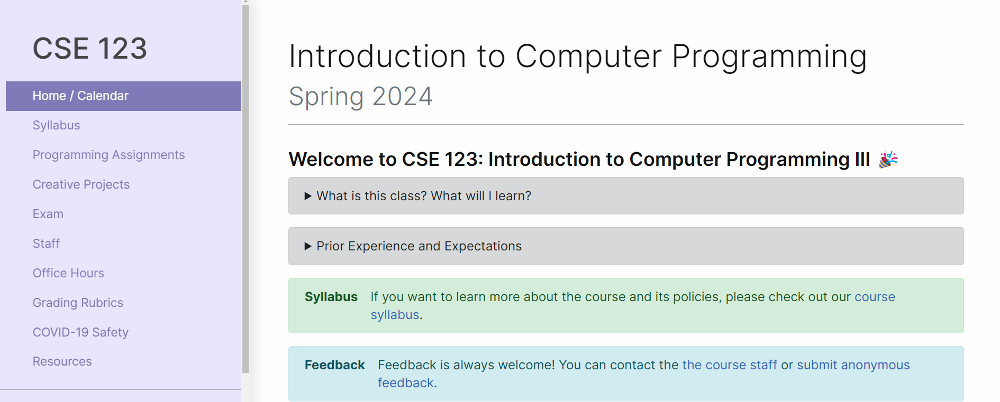 CSE 123
Home / Calendar
Syllabus
Programming Assignments
Creative Projects
Exam
Staff
Office Hours
Grading Rubrics
COVID-19 Safety
Resources
Introduction to Computer Programming
Spring 2024
Welcome to CSE 123: Introduction to Computer Programming III 🎉
▶ What is this class? What will I learn?
▶ Prior Experience and Expectations
Syllabus If you want to learn more about the course and its policies, please check out our course
syllabus.
Feedback Feedback is always welcome! You can contact the the course staff or submit anonymous
feedback.